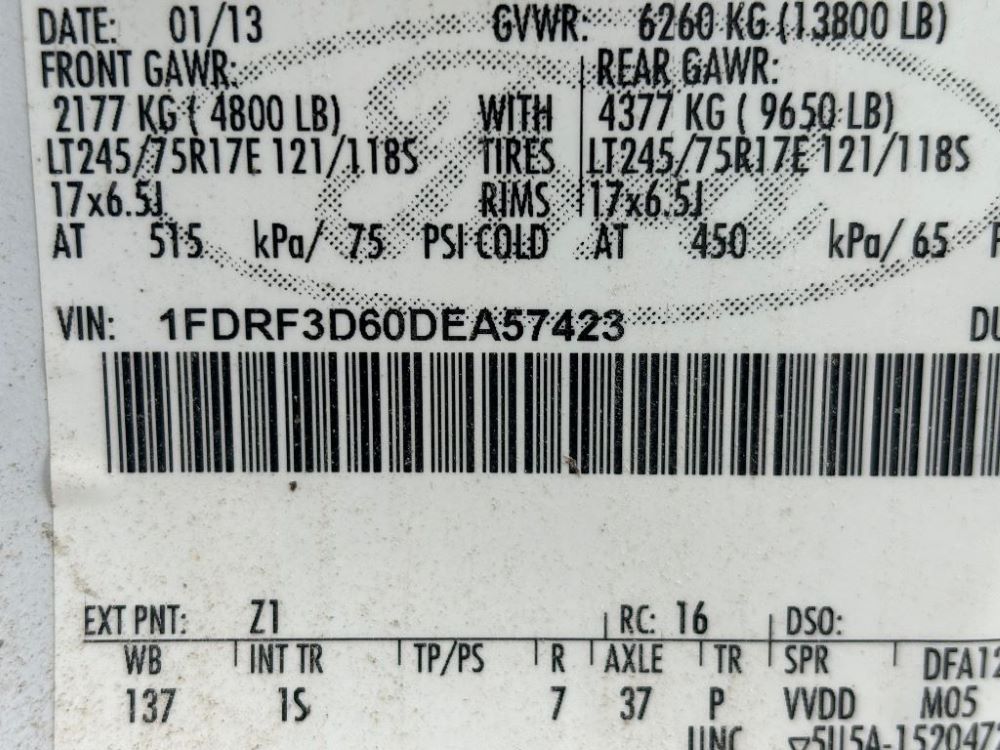 DATE: 01/13 GVWR: 6260 KG (13800 LB)
FRONT GAWR: REAR GAWR:
2177 KG ( 4800 LB) WITH 4377 KG ( 9650 LB)
LT245/75R17E 121/118S TIRES LT245/75R17E 121/118S
17x6.5J RIMS 17x6.5J
AT 515 kPa/ 75 PSI COLD AT 450 kPa/ 65
VIN: 1FDRF3D60DEA57423
EXT PNT: Z1 RC: 16 DSO:
WB INT TR TP/PS R AXLE TR SPR DFA12
137 1S 7 37 P VVDD M05